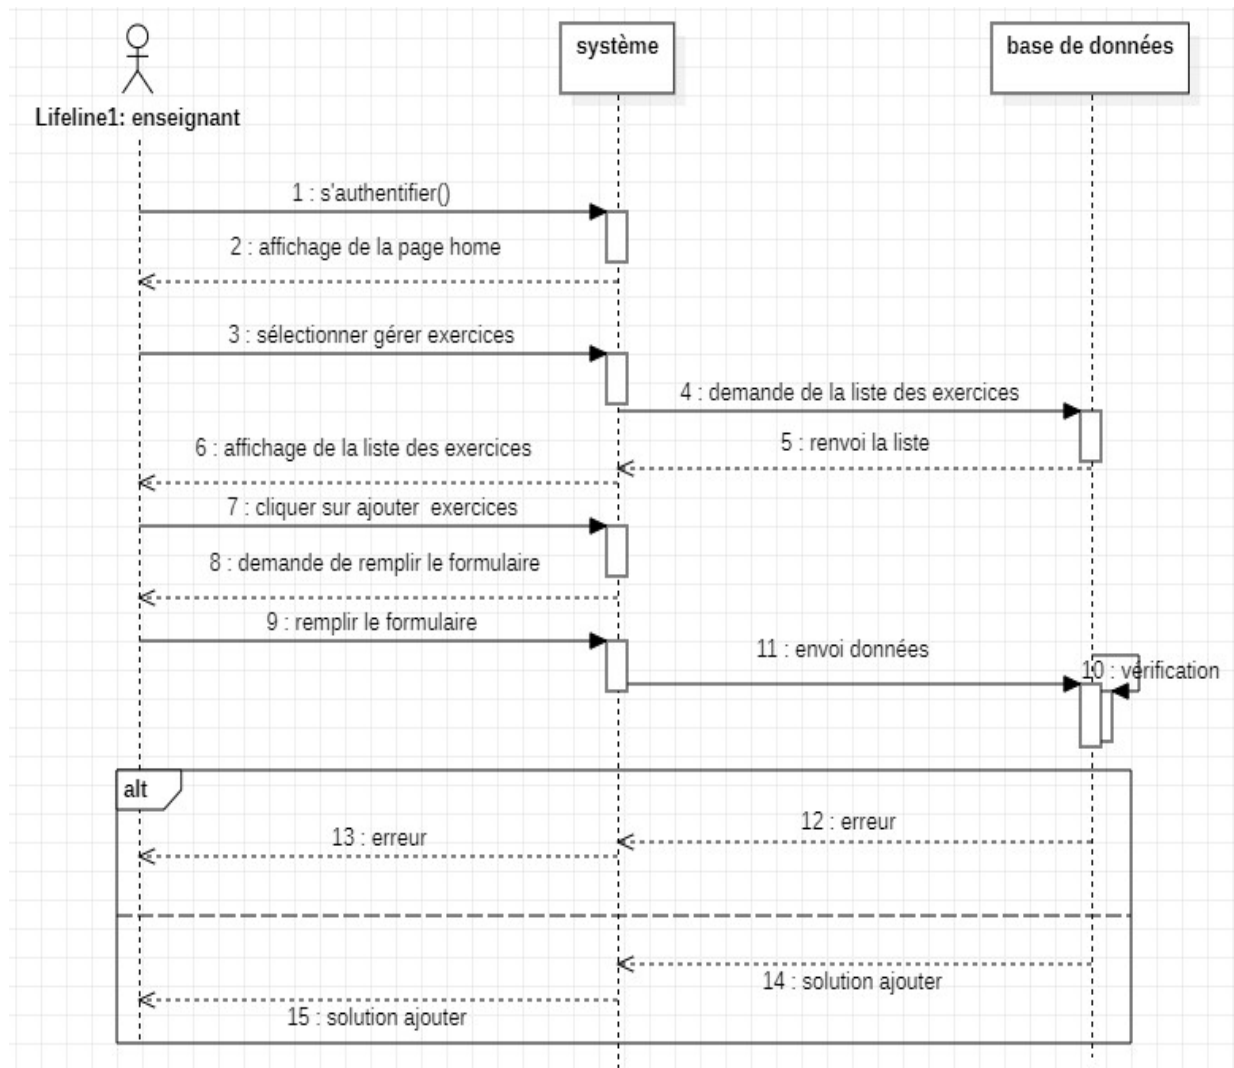 système
base de données
Lifeline1: enseignant
1 : s'authentifier()
2 : affichage de la page home
3 : sélectionner gérer exercices
4 : demande de la liste des exercices
5 : renvoi la liste
6 : affichage de la liste des exercices
7 : cliquer sur ajouter  exercices
8 : demande de remplir le formulaire
9 : remplir le formulaire
11 : envoi données
10 : vérification
alt
12 : erreur
13 : erreur
14 : solution ajouter
15 : solution ajouter